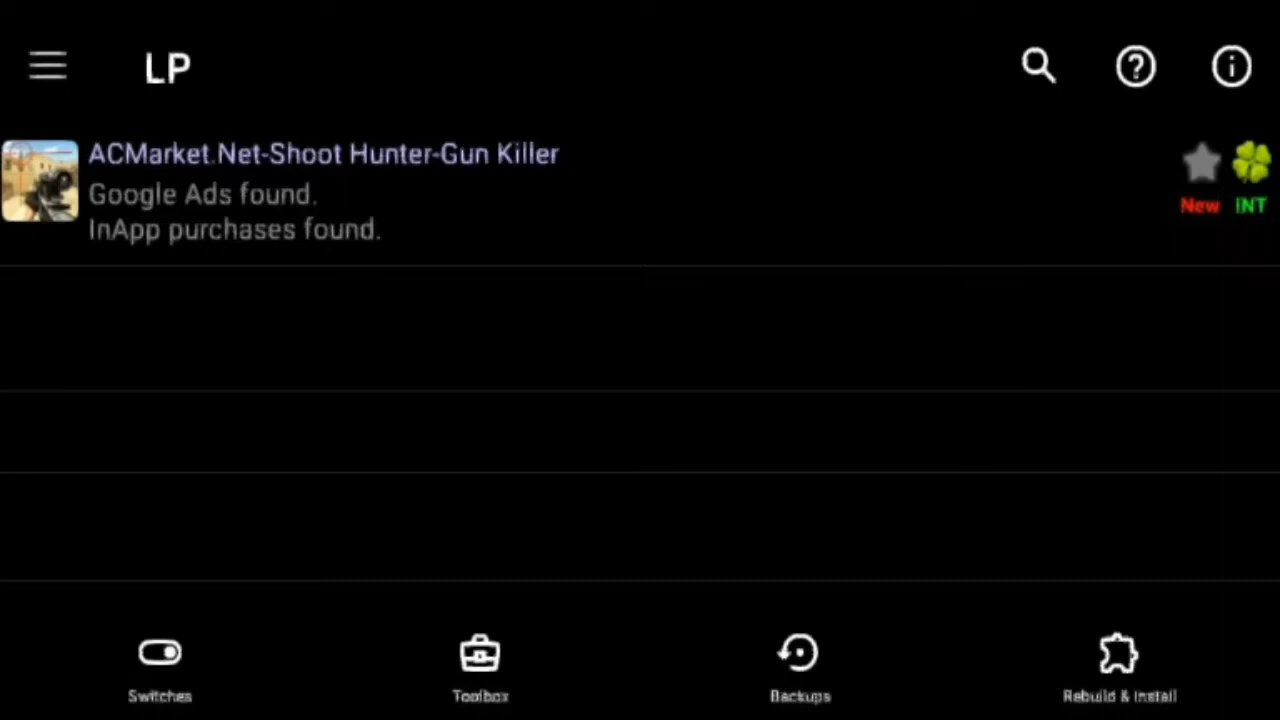 LP
ACMarket.Net-Shoot Hunter-Gun Killer
Google Ads found.
InApp purchases found.
New INT
Switches
Toolbox
Backups
Rebuild & Install